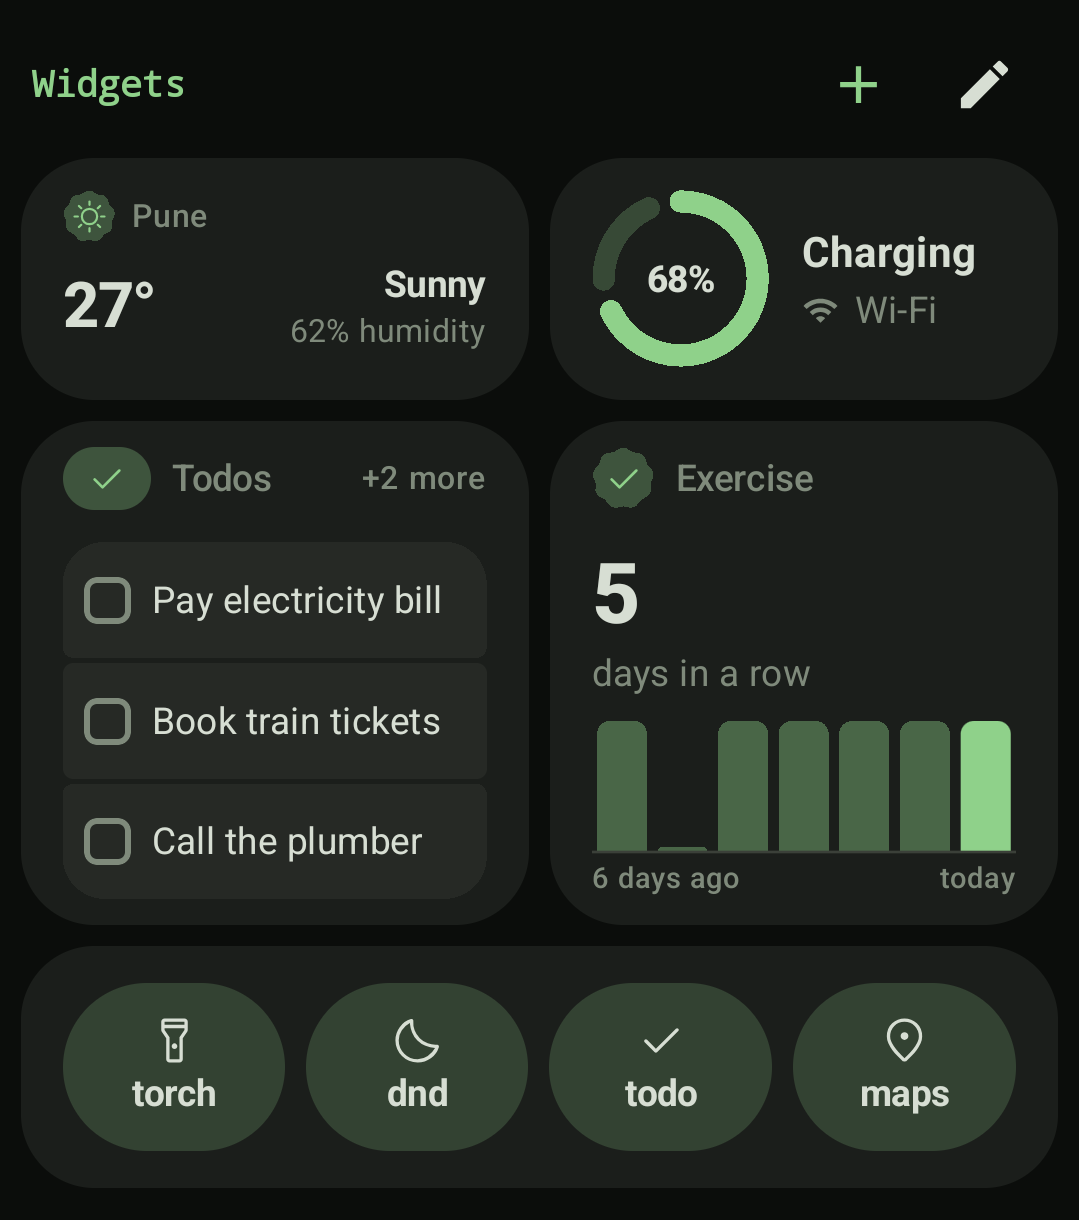 Widgets
Pune
27°
Sunny
62% humidity
68%
Charging
Wi-Fi
Todos
+2 more
Pay electricity bill
Book train tickets
Call the plumber
Exercise
5
days in a row
6 days ago
today
torch
dnd
todo
maps